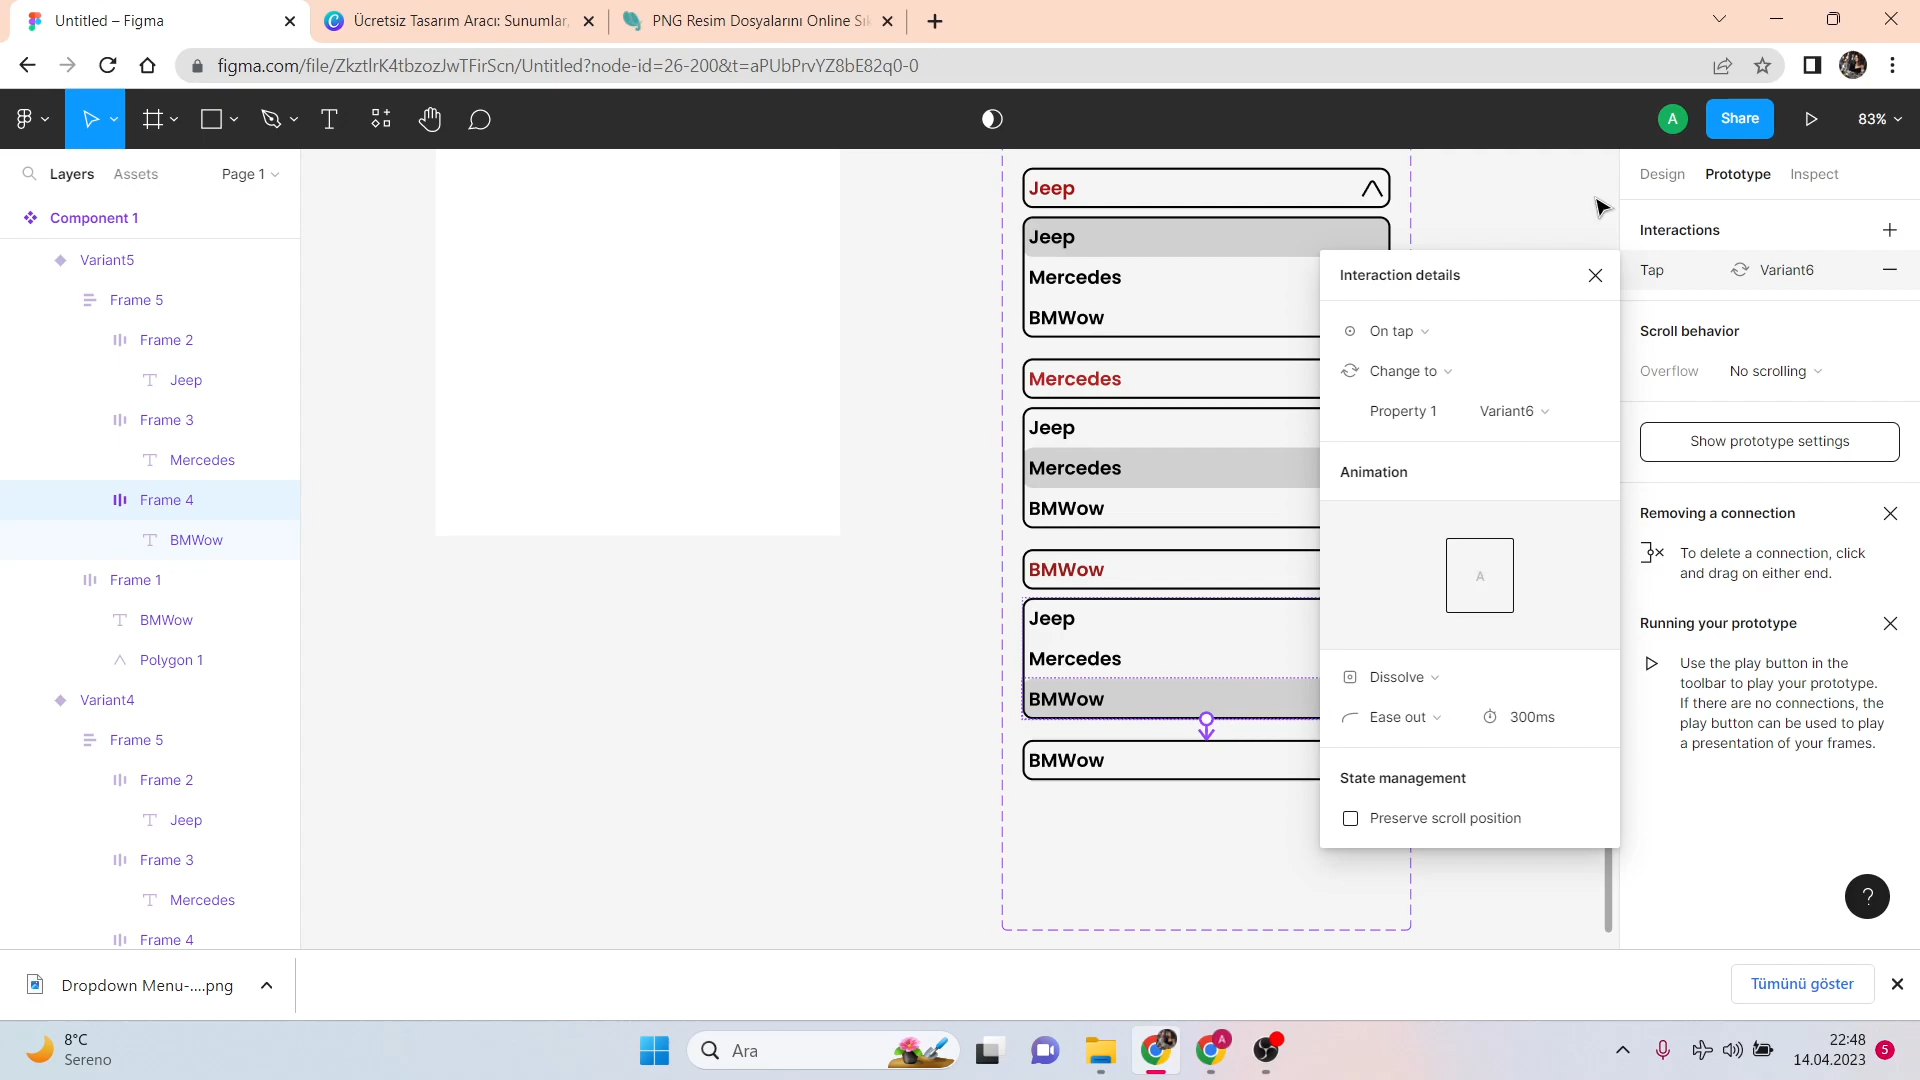 Untitled – Figma
Ücretsiz Tasarım Aracı: Sunumlar,
PNG Resim Dosyalarını Online Sık
figma.com/file/ZkztlrK4tbzozJwTFirScn/Untitled?node-id=26-200&t=aPUbPrvYZ8bE82q0-0
A
Share
83%
Layers
Assets
Page 1
Component 1
Variant5
Frame 5
Frame 2
Jeep
Frame 3
Mercedes
Frame 4
BMWow
Frame 1
BMWow
Polygon 1
Variant4
Frame 5
Frame 2
Jeep
Frame 3
Mercedes
Frame 4
Jeep
Jeep
Mercedes
BMWow
Mercedes
Jeep
Mercedes
BMWow
BMWow
Jeep
Mercedes
BMWow
BMWow
Interaction details
On tap
Change to
Property 1
Variant6
Animation
A
Dissolve
Ease out
300ms
State management
Preserve scroll position
Design
Prototype
Inspect
Interactions
Tap
Variant6
Scroll behavior
Overflow
No scrolling
Show prototype settings
Removing a connection
To delete a connection, click
and drag on either end.
Running your prototype
Use the play button in the
toolbar to play your prototype.
If there are no connections, the
play button can be used to play
a presentation of your frames.
?
Dropdown Menu-....png
Tümünü göster
8°C
Sereno
Ara
A
22:48
14.04.2023
5